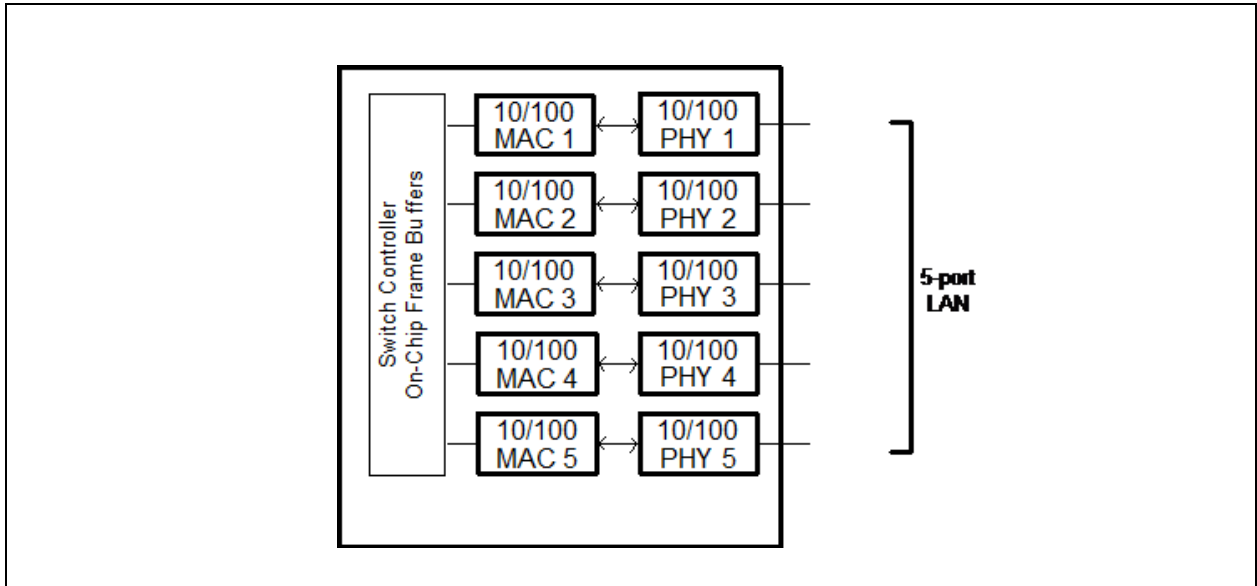 Switch Controller
On-Chip Frame Buffers
10/100
MAC 1
10/100
PHY 1
10/100
MAC 2
10/100
PHY 2
10/100
MAC 3
10/100
PHY 3
10/100
MAC 4
10/100
PHY 4
10/100
MAC 5
10/100
PHY 5
5-port
LAN